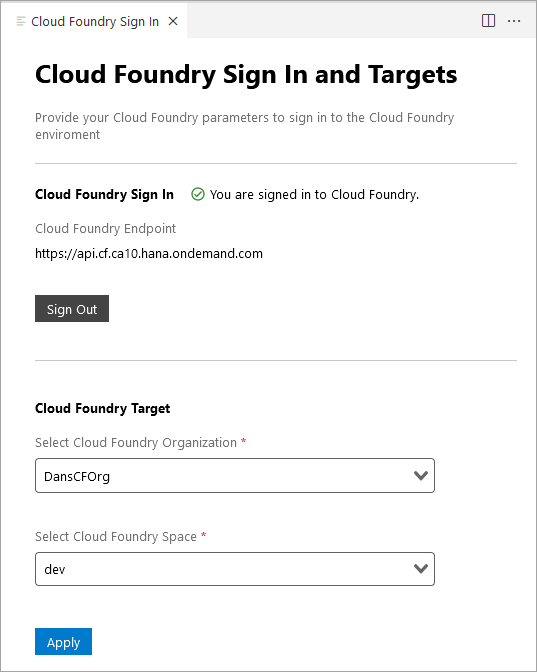 Cloud Foundry Sign In
Cloud Foundry Sign In and Targets
Provide your Cloud Foundry parameters to sign in to the Cloud Foundry
enviroment
Cloud Foundry Sign In You are signed in to Cloud Foundry.
Cloud Foundry Endpoint
https://api.cf.ca10.hana.ondemand.com
Sign Out
Cloud Foundry Target
Select Cloud Foundry Organization *
DansCFOrg
Select Cloud Foundry Space *
dev
Apply